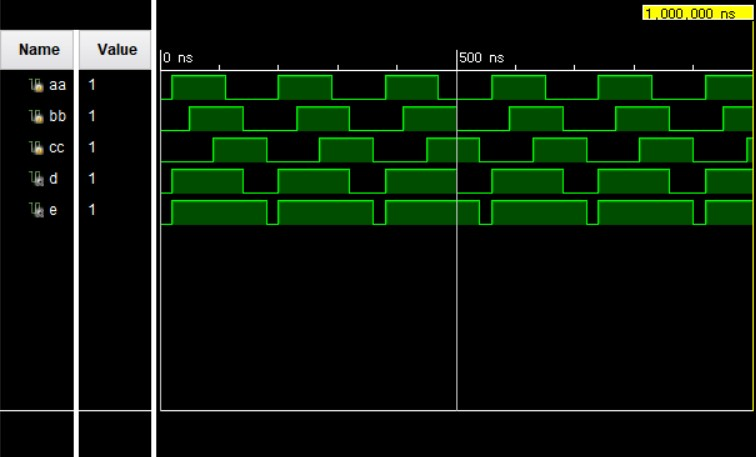 1,000,000 ns
Name Value
0 ns 500 ns
aa 1
bb 1
cc 1
d 1
e 1